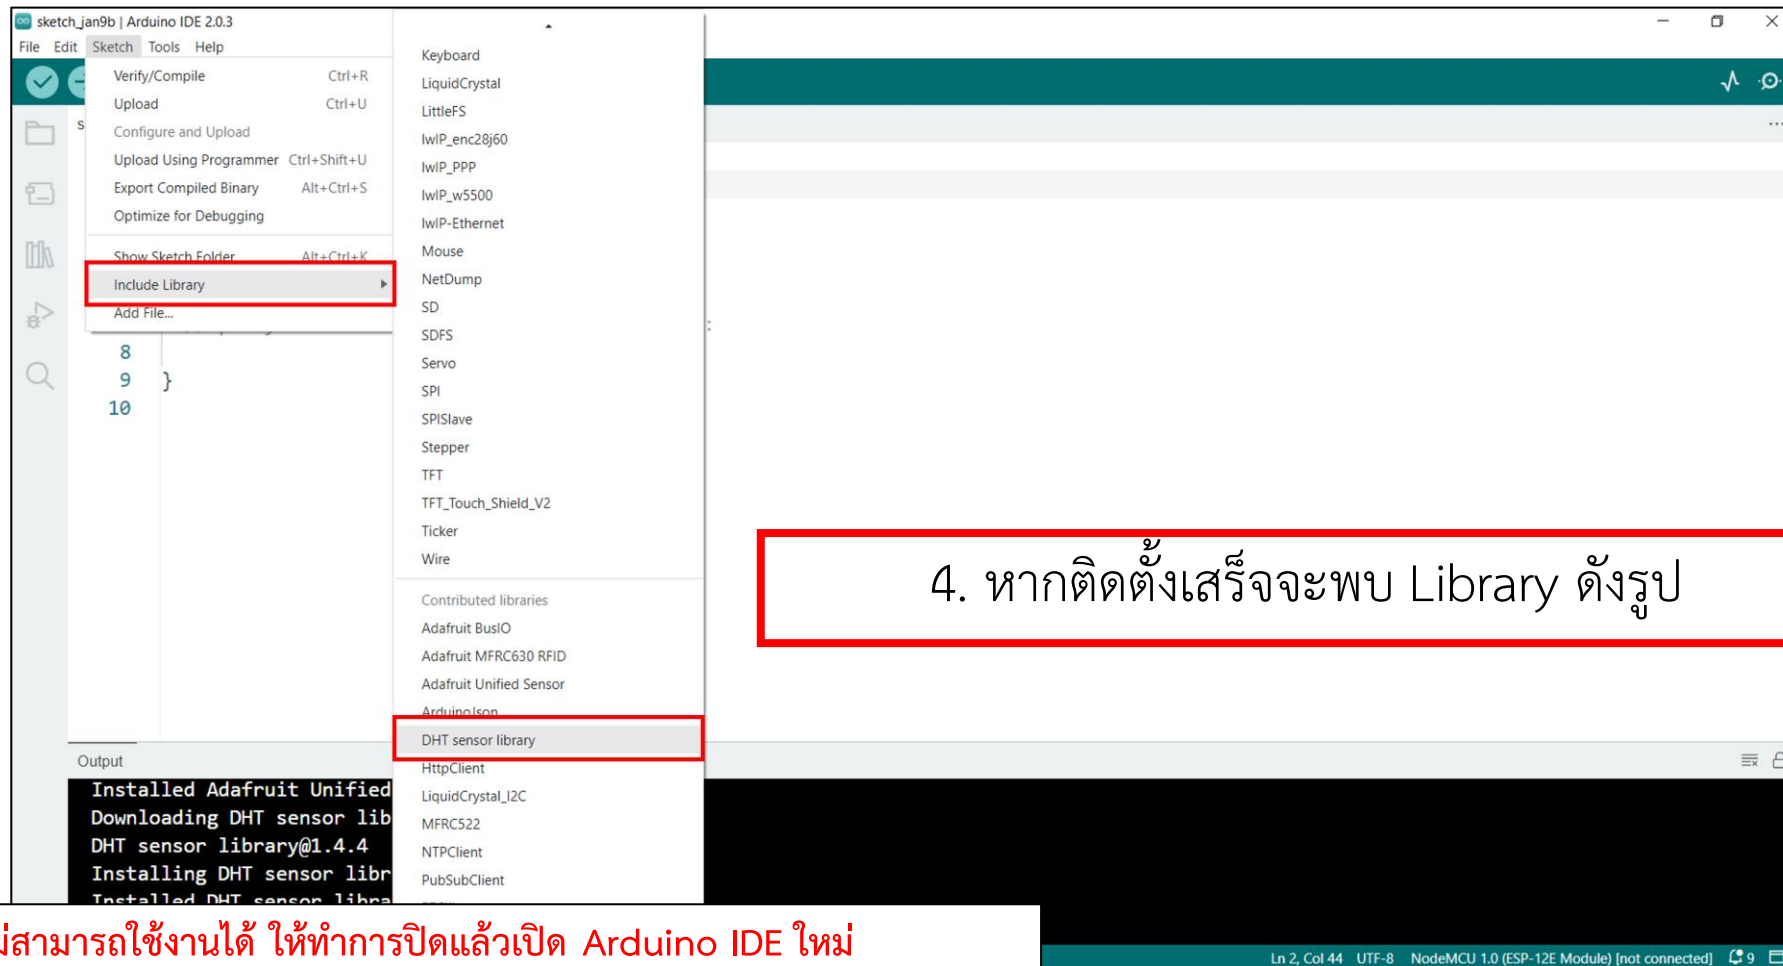 sketch_jan9b | Arduino IDE 2.0.3
File Edit Sketch Tools Help
Verify/Compile Ctrl+R
Upload Ctrl+U
Configure and Upload
Upload Using Programmer Ctrl+Shift+U
Export Compiled Binary Alt+Ctrl+S
Optimize for Debugging
Show Sketch Folder Alt+Ctrl+K
Include Library
Add File...
8
9 }
10
Keyboard
LiquidCrystal
LittleFS
lwIP_enc28j60
lwIP_PPP
lwIP_w5500
lwIP-Ethernet
Mouse
NetDump
SD
SDFS
Servo
SPI
SPISlave
Stepper
TFT
TFT_Touch_Shield_V2
Ticker
Wire
Contributed libraries
Adafruit BusIO
Adafruit MFRC630 RFID
Adafruit Unified Sensor
ArduinoJson
DHT sensor library
HttpClient
LiquidCrystal_I2C
MFRC522
NTPClient
PubSubClient
4. หากติดตั้งเสร็จจะพบ Library ดังรูป
Output
Installed Adafruit Unified
Downloading DHT sensor lib
DHT sensor library@1.4.4
Installing DHT sensor libr
Installed DHT sensor libra
ม่สามารถใช้งานได้ ให้ทำการปิดแล้วเปิด Arduino IDE ใหม่
Ln 2, Col 44 UTF-8 NodeMCU 1.0 (ESP-12E Module) [not connected] 9